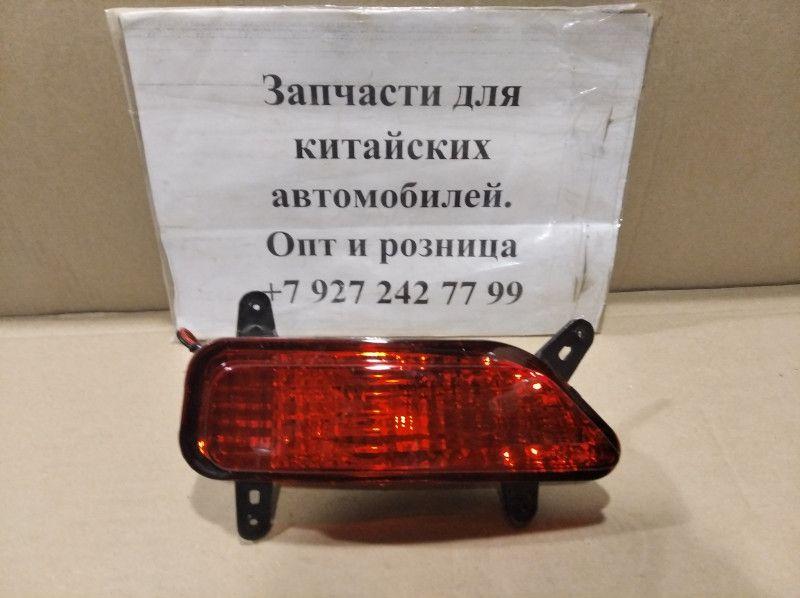 Запчасти для
китайских
автомобилей.
Опт и розница
+7 927 242 77 99